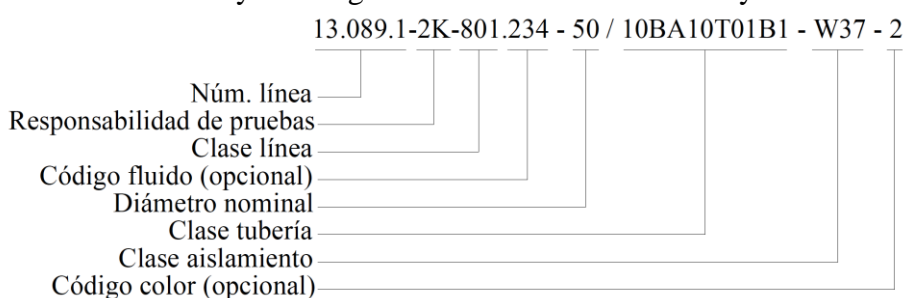 13.089.1-2K-801.234 - 50 / 10BA10T01B1 - W37 - 2
Núm. línea
Responsabilidad de pruebas
Clase línea
Código fluido (opcional)
Diámetro nominal
Clase tubería
Clase aislamiento
Código color (opcional)